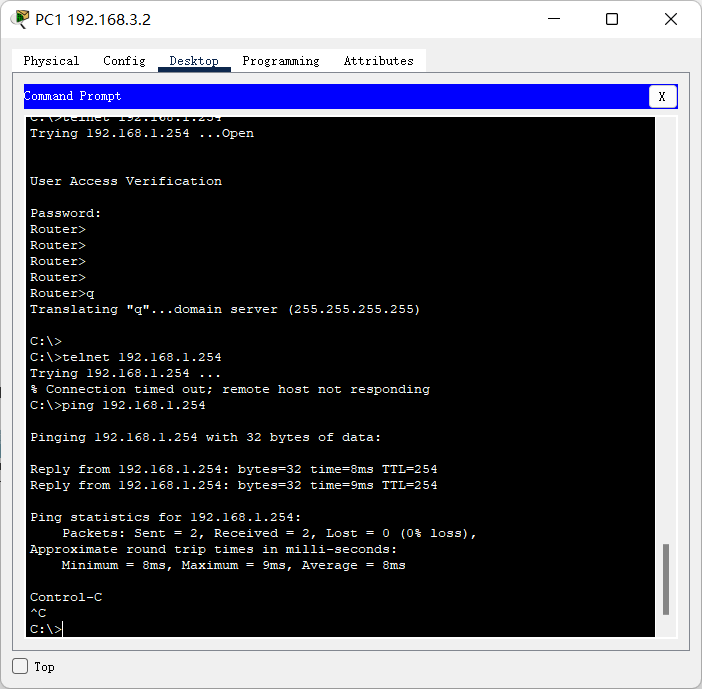 PC1 192.168.3.2
Physical Config Desktop Programming Attributes
Command Prompt
X
C:\>telnet 192.168.1.254
Trying 192.168.1.254 ...Open
User Access Verification
Password:
Router>
Router>
Router>
Router>
Router>q
Translating "q"...domain server (255.255.255.255)
C:\>
C:\>telnet 192.168.1.254
Trying 192.168.1.254 ...
% Connection timed out; remote host not responding
C:\>ping 192.168.1.254
Pinging 192.168.1.254 with 32 bytes of data:
Reply from 192.168.1.254: bytes=32 time=8ms TTL=254
Reply from 192.168.1.254: bytes=32 time=9ms TTL=254
Ping statistics for 192.168.1.254:
Packets: Sent = 2, Received = 2, Lost = 0 (0% loss),
Approximate round trip times in milli-seconds:
Minimum = 8ms, Maximum = 9ms, Average = 8ms
Control-C
^C
C:\>
Top